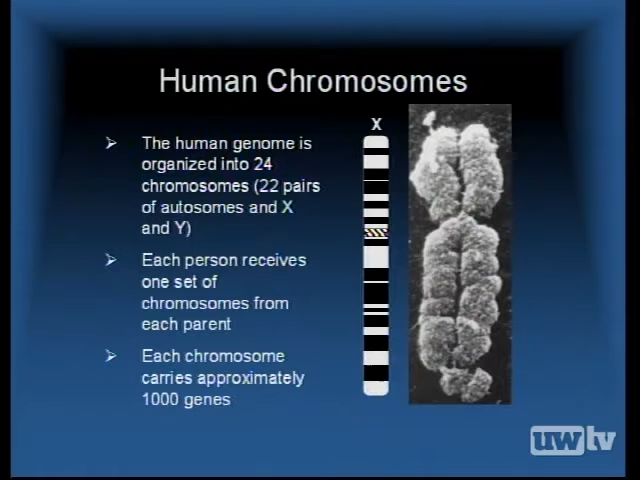 Human Chromosomes
X
The human genome is
organized into 24
chromosomes (22 pairs
of autosomes and X
and Y)
Each person receives
one set of
chromosomes from
each parent
Each chromosome
carries approximately
1000 genes
uwtv